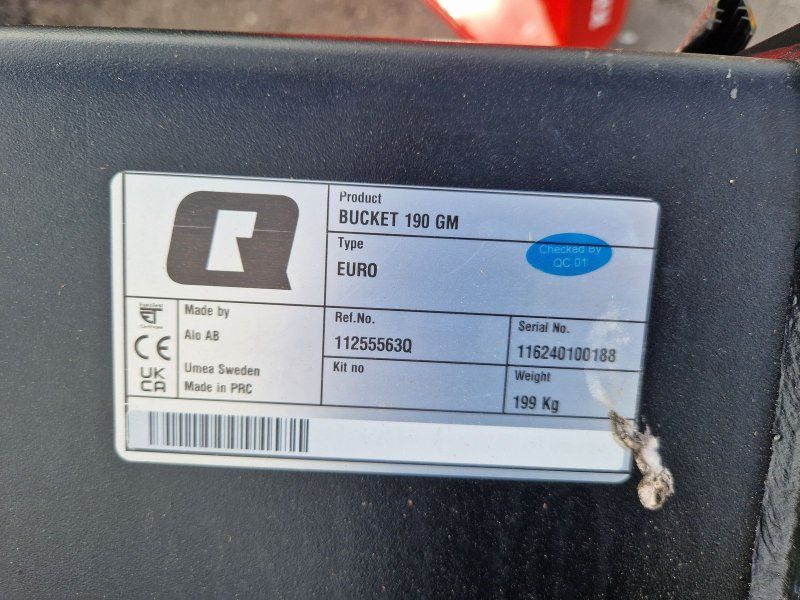 Product
BUCKET 190 GM
Type
EURO
Checked By
QC 01
Made by
Alo AB
Umea Sweden
Made in PRC
CE
UK
CA
Ref.No.
11255563Q
Serial No.
116240100188
Kit no
Weight
199 Kg